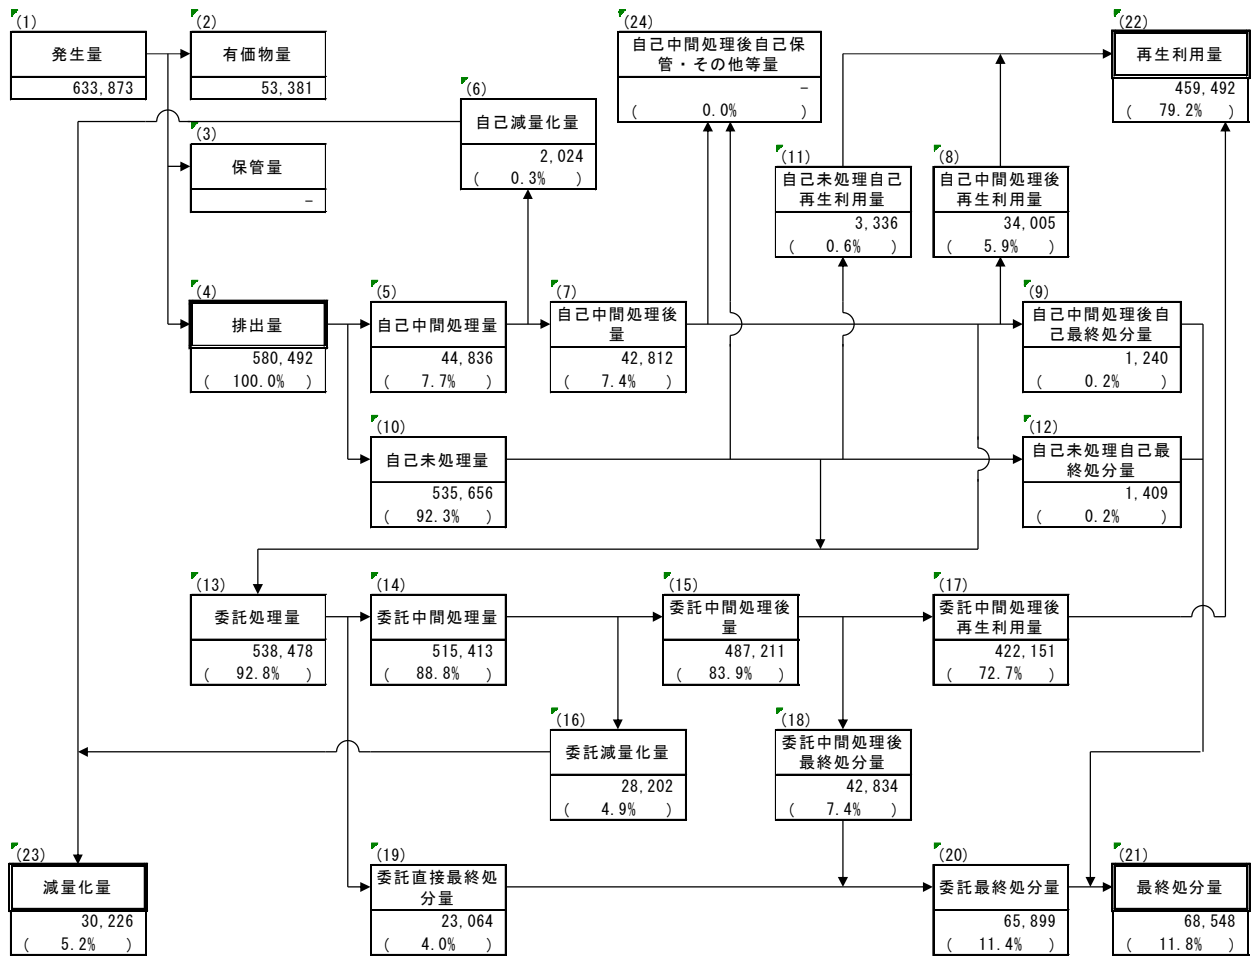 (1)
発生量
633,873
(2)
有価物量
53,381
(3)
保管量
–
(24)
自己中間処理後自己保
管・その他等量
–
( 0.0% )
(22)
再生利用量
459,492
( 79.2% )
(6)
自己減量化量
2,024
( 0.3% )
(11)
自己未処理自己
再生利用量
3,336
( 0.6% )
(8)
自己中間処理後
再生利用量
34,005
( 5.9% )
(4)
排出量
580,492
( 100.0% )
(5)
自己中間処理量
44,836
( 7.7% )
(7)
自己中間処理後
量
42,812
( 7.4% )
(9)
自己中間処理後自
己最終処分量
1,240
( 0.2% )
(10)
自己未処理量
535,656
( 92.3% )
(12)
自己未処理自己最
終処分量
1,409
( 0.2% )
(13)
委託処理量
538,478
( 92.8% )
(14)
委託中間処理量
515,413
( 88.8% )
(15)
委託中間処理後
量
487,211
( 83.9% )
(17)
委託中間処理後
再生利用量
422,151
( 72.7% )
(16)
委託減量化量
28,202
( 4.9% )
(18)
委託中間処理後
最終処分量
42,834
( 7.4% )
(23)
減量化量
30,226
( 5.2% )
(19)
委託直接最終処
分量
23,064
( 4.0% )
(20)
委託最終処分量
65,899
( 11.4% )
(21)
最終処分量
68,548
( 11.8% )